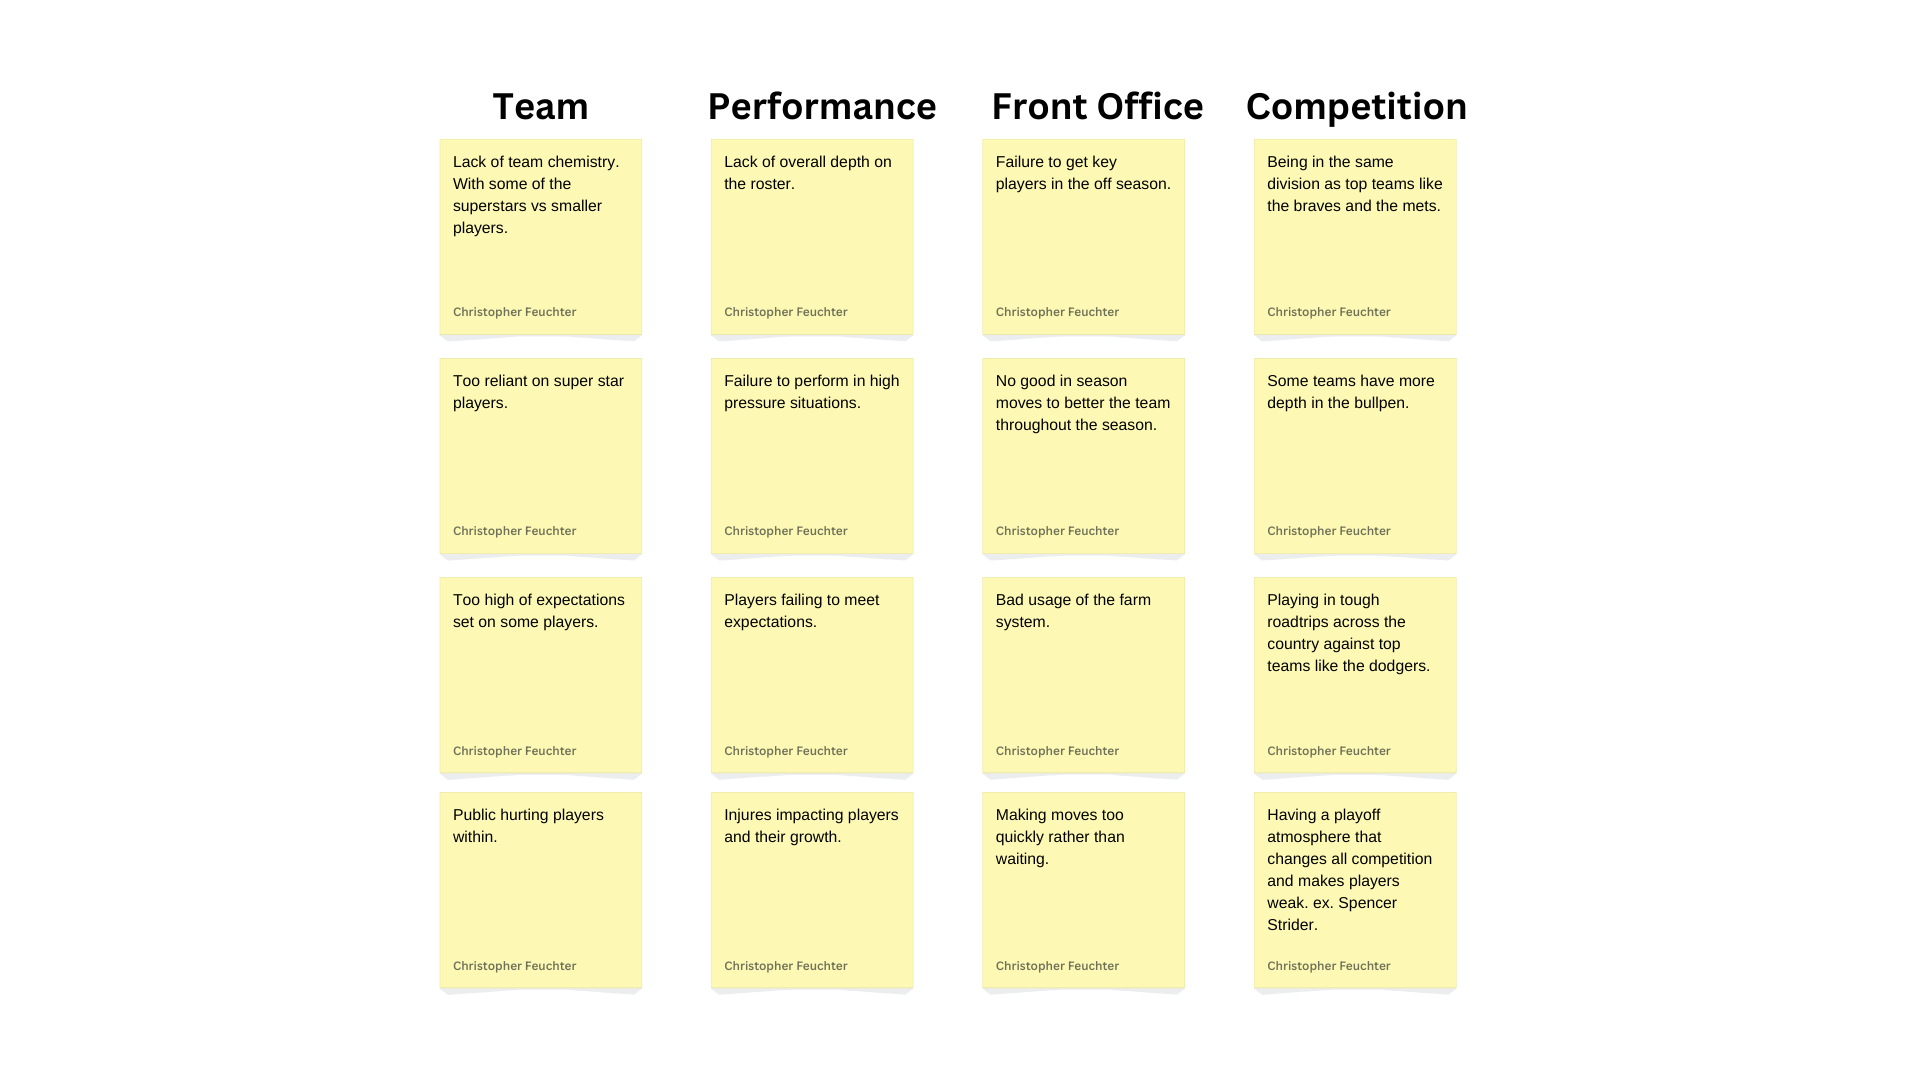 Team
Performance
Front Office
Competition
Lack of team chemistry.
With some of the
superstars vs smaller
players.
Christopher Feuchter
Lack of overall depth on
the roster.
Christopher Feuchter
Failure to get key
players in the off season.
Christopher Feuchter
Being in the same
division as top teams like
the braves and the mets.
Christopher Feuchter
Too reliant on super star
players.
Christopher Feuchter
Failure to perform in high
pressure situations.
Christopher Feuchter
No good in season
moves to better the team
throughout the season.
Christopher Feuchter
Some teams have more
depth in the bullpen.
Christopher Feuchter
Too high of expectations
set on some players.
Christopher Feuchter
Players failing to meet
expectations.
Christopher Feuchter
Bad usage of the farm
system.
Christopher Feuchter
Playing in tough
roadtrips across the
country against top
teams like the dodgers.
Christopher Feuchter
Public hurting players
within.
Christopher Feuchter
Injures impacting players
and their growth.
Christopher Feuchter
Making moves too
quickly rather than
waiting.
Christopher Feuchter
Having a playoff
atmosphere that
changes all competition
and makes players
weak. ex. Spencer
Strider.
Christopher Feuchter